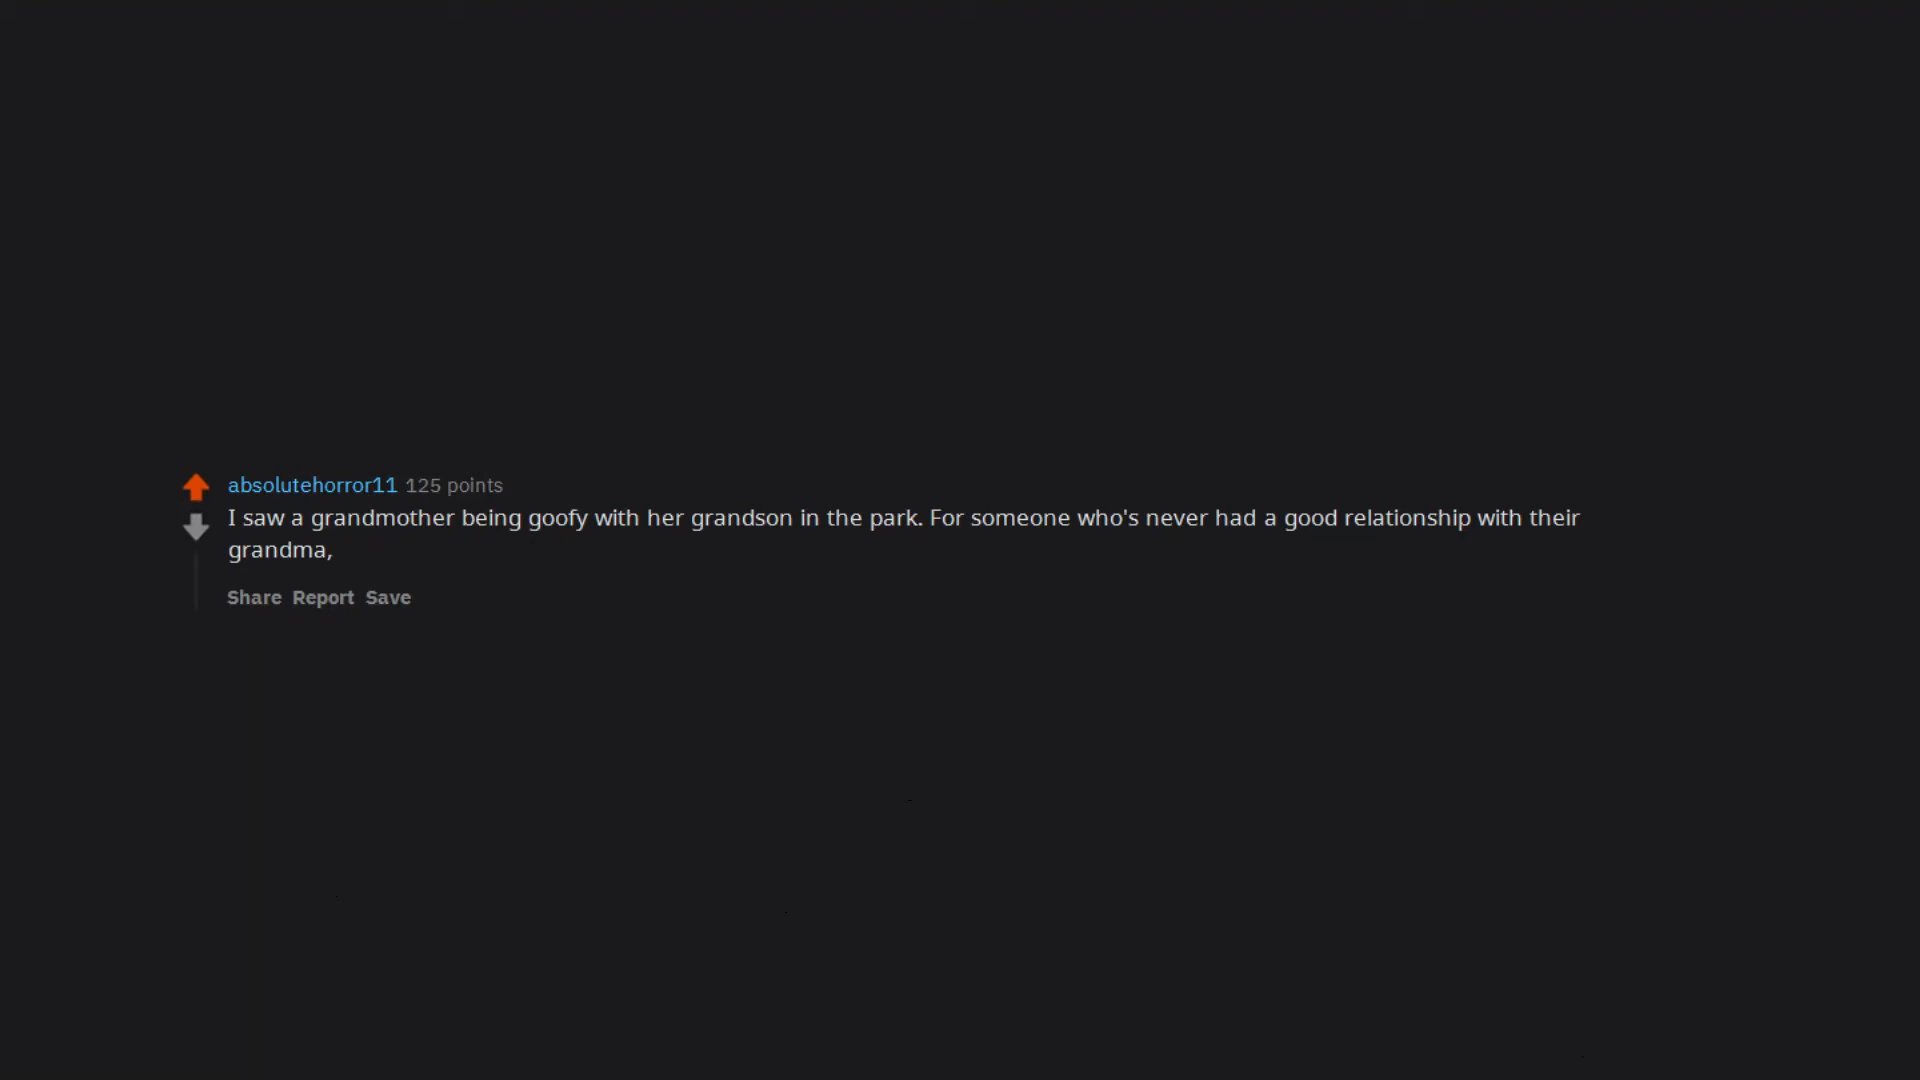 absolutehorror11 125 points
I saw a grandmother being goofy with her grandson in the park. For someone who's never had a good relationship with their
grandma,
Share Report Save